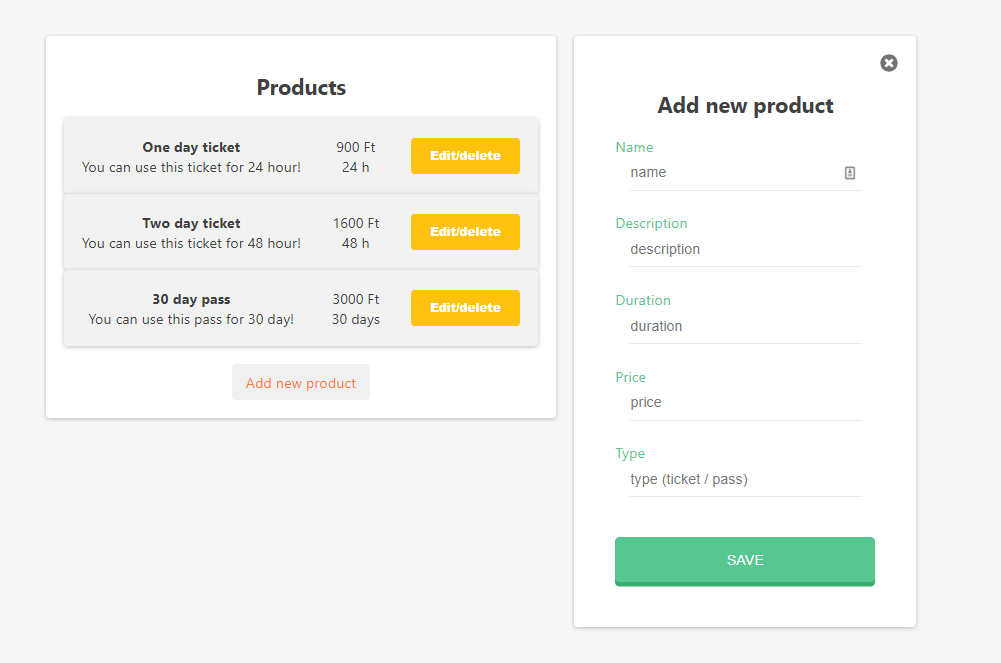 Products
One day ticket
You can use this ticket for 24 hour!
900 Ft
24 h
Edit/delete
Two day ticket
You can use this ticket for 48 hour!
1600 Ft
48 h
Edit/delete
30 day pass
You can use this pass for 30 day!
3000 Ft
30 days
Edit/delete
Add new product
Add new product
Name
name
Description
description
Duration
duration
Price
price
Type
type (ticket / pass)
SAVE